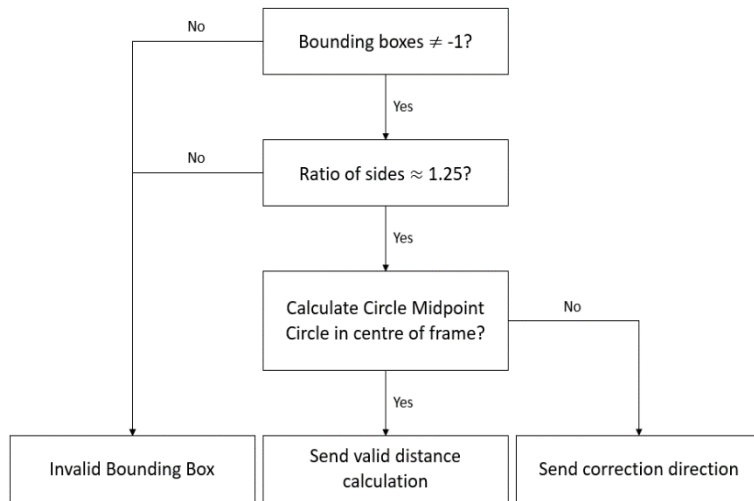 No
Bounding boxes ≠ -1?
Yes
No
Ratio of sides ≈ 1.25?
Yes
Calculate Circle Midpoint
Circle in centre of frame?
No
Yes
Invalid Bounding Box
Send valid distance
calculation
Send correction direction